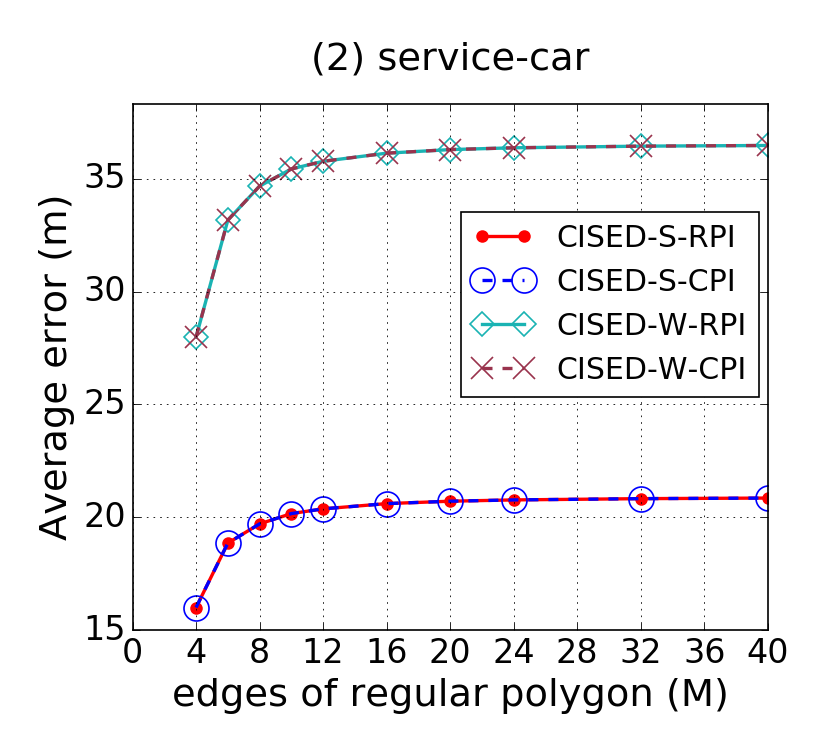 (2) service-car
Average error (m)
35
30
25
20
15
CISED-S-RPI
CISED-S-CPI
CISED-W-RPI
CISED-W-CPI
0 4 8 12 16 20 24 28 32 36 40
edges of regular polygon (M)